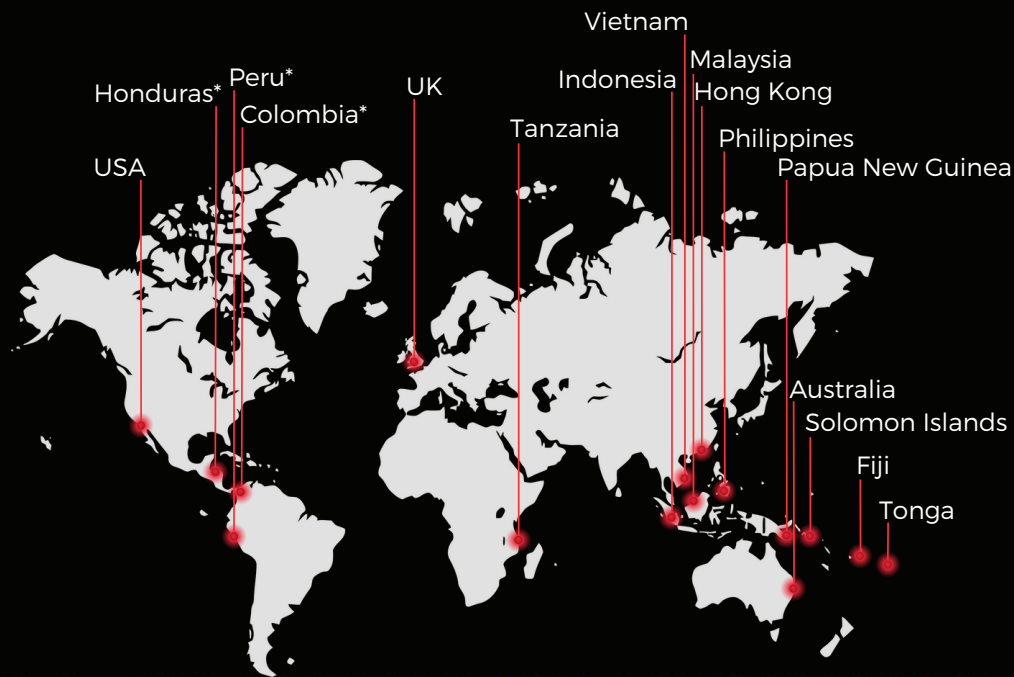 Vietnam
Malaysia
Indonesia
Hong Kong
Peru*
Honduras*
UK
Colombia*
Tanzania
Philippines
USA
Papua New Guinea
Australia
Solomon Islands
Fiji
Tonga